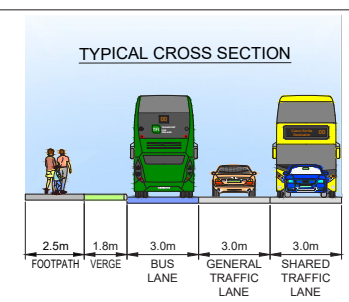 TYPICAL CROSS SECTION
2.5m 1.8m 3.0m 3.0m 3.0m
FOOTPATH VERGE BUS LANE GENERAL TRAFFIC LANE SHARED TRAFFIC LANE